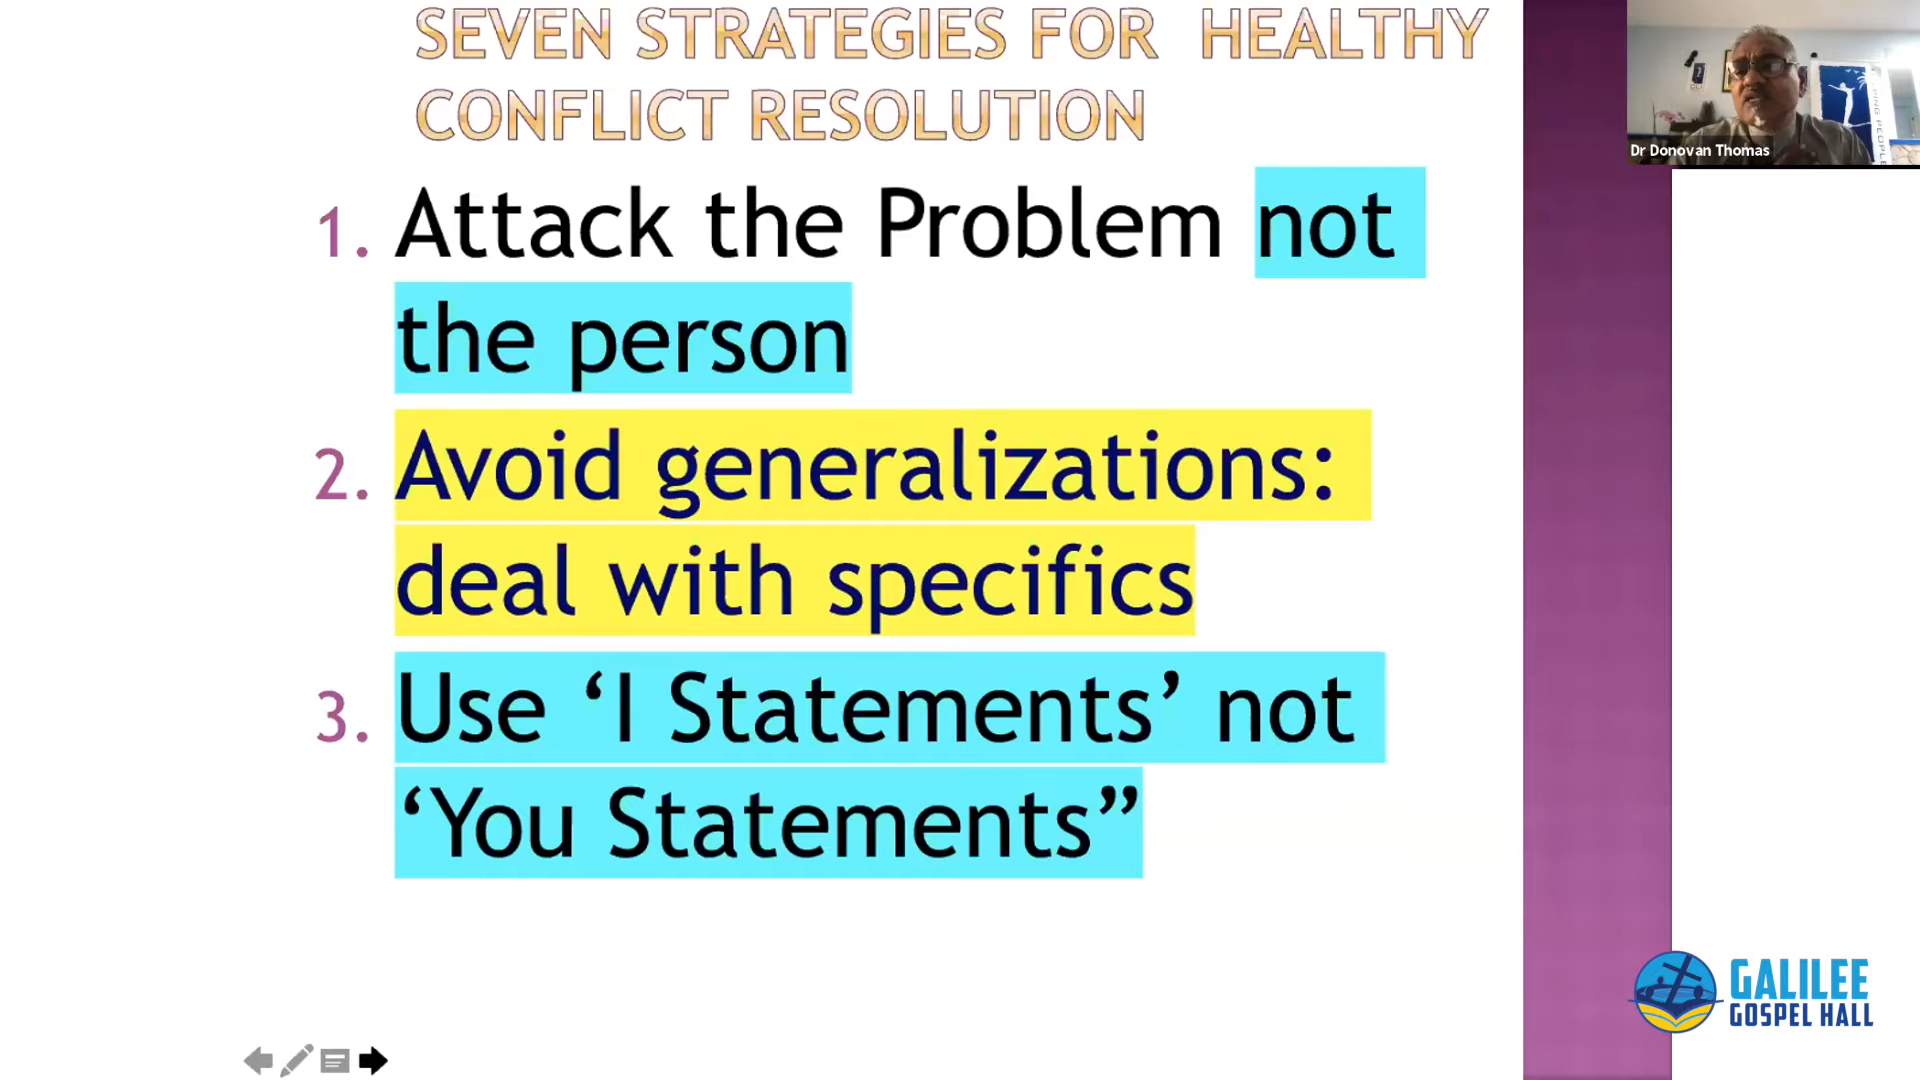 SEVEN STRATEGIES FOR HEALTHY
CONFLICT RESOLUTION
1. Attack the Problem not
the person
2. Avoid generalizations:
deal with specifics
3. Use ‘I Statements’ not
‘You Statements”
Dr Donovan Thomas
GALILEE
GOSPEL HALL